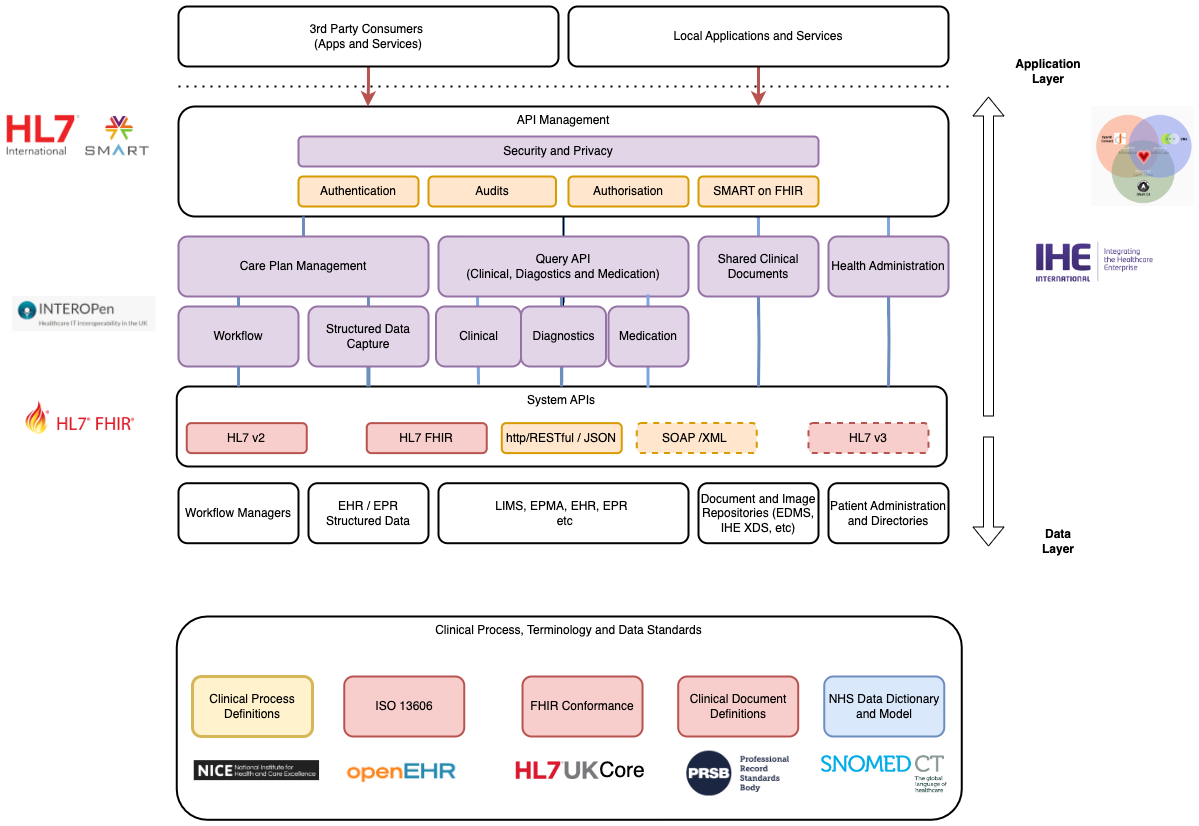 3rd Party Consumers
(Apps and Services)
Local Applications and Services
Application
Layer
HL7
International
SMART
API Management
Security and Privacy
Authentication
Audits
Authorisation
SMART on FHIR
Care Plan Management
Query API
(Clinical, Diagostics and Medication)
Shared Clinical
Documents
Health Administration
IHE
INTERNATIONAL
Integrating
the Healthcare
Enterprise
INTEROPen
Healthcare IT Interoperability in the UK
Workflow
Structured Data
Capture
Clinical
Diagnostics
Medication
System APIs
HL7® FHIR®
HL7 v2
HL7 FHIR
http/RESTful / JSON
SOAP /XML
HL7 v3
Workflow Managers
EHR / EPR
Structured Data
LIMS, EPMA, EHR, EPR
etc
Document and Image
Repositories (EDMS,
IHE XDS, etc)
Patient Administration
and Directories
Data
Layer
Clinical Process, Terminology and Data Standards
Clinical Process
Definitions
ISO 13606
FHIR Conformance
Clinical Document
Definitions
NHS Data Dictionary
and Model
NICE
National Institute for
Health and Care Excellence
openEHR
HL7UKCore
PRSB
Professional
Record
Standards
Body
SNOMED CT
The global
language of
healthcare